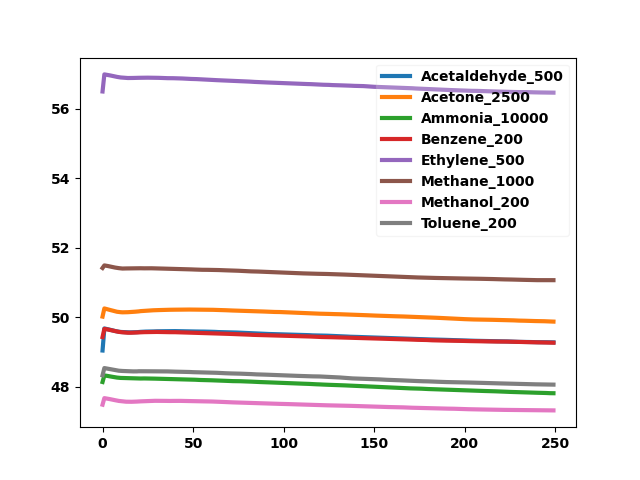 Acetaldehyde_500
Acetone_2500
Ammonia_10000
Benzene_200
Ethylene_500
Methane_1000
Methanol_200
Toluene_200
56
54
52
50
48
0 50 100 150 200 250